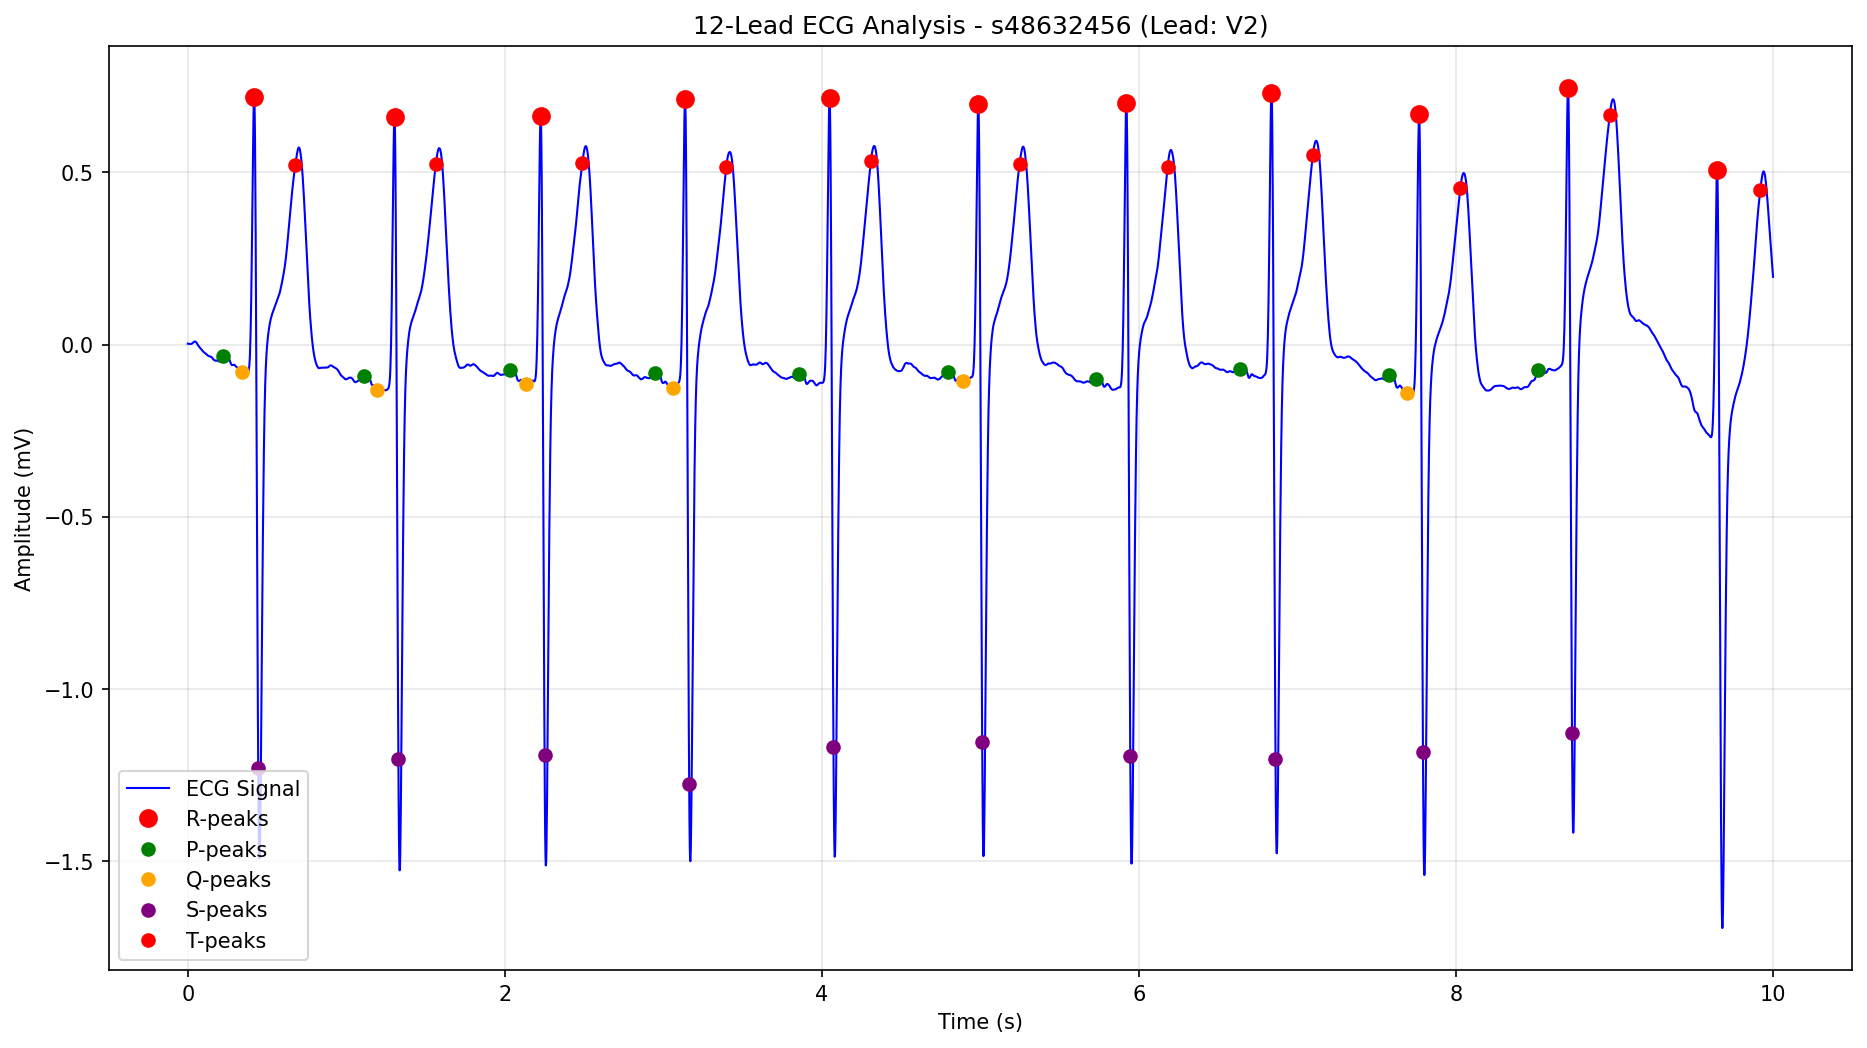 12-Lead ECG Analysis - s48632456 (Lead: V2)
Amplitude (mV)
0.5
0.0
−0.5
−1.0
−1.5
ECG Signal
R-peaks
P-peaks
Q-peaks
S-peaks
T-peaks
0 2 4 6 8 10
Time (s)